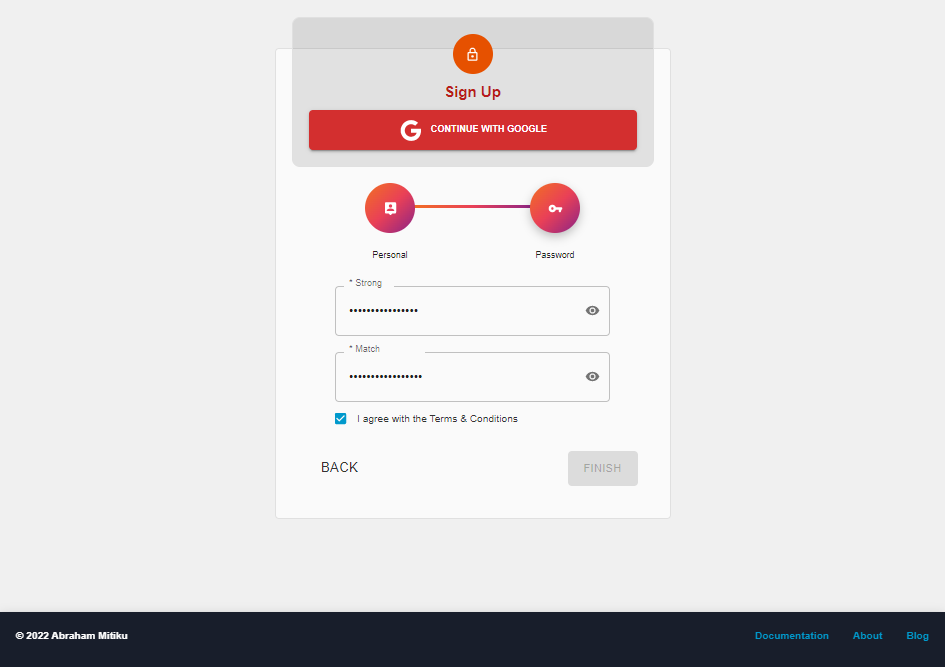 Sign Up
CONTINUE WITH GOOGLE
Personal
Password
* Strong
••••••••••••••••
* Match
•••••••••••••••••
I agree with the Terms & Conditions
BACK
FINISH
© 2022 Abraham Mitiku
Documentation
About
Blog